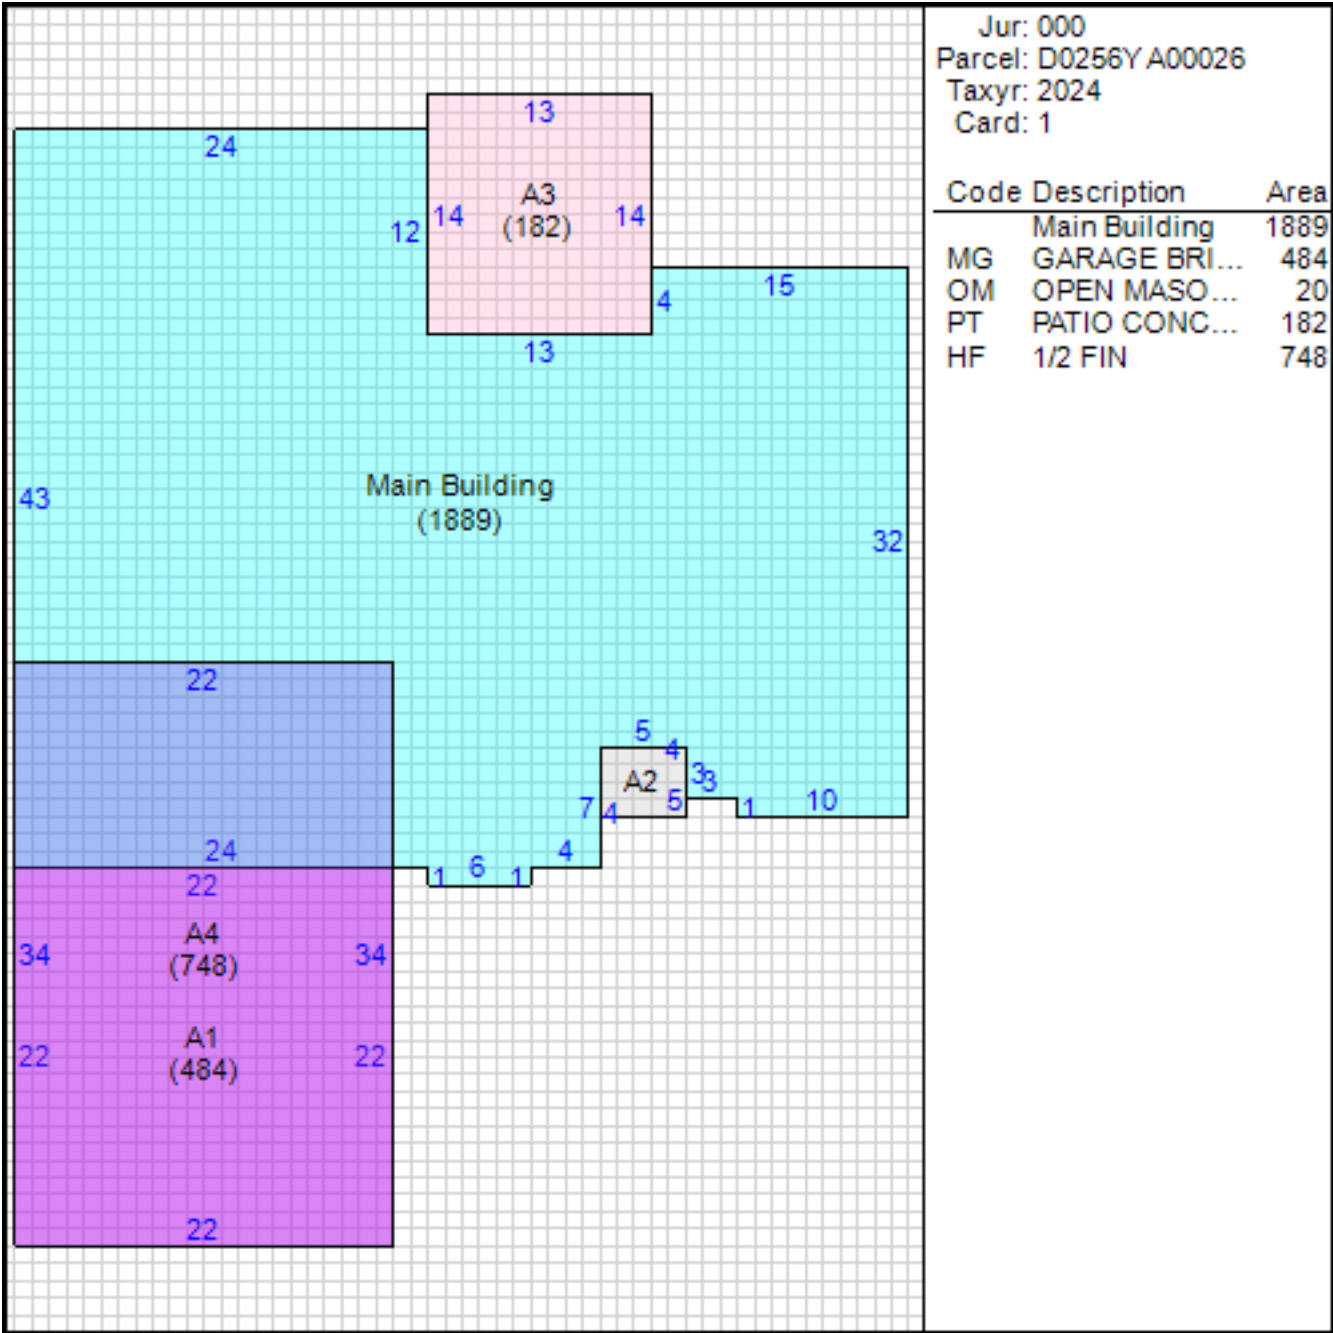 Jur: 000
Parcel: D0256Y A00026
Taxyr: 2024
Card: 1
Code Description Area
Main Building 1889
MG GARAGE BRI... 484
OM OPEN MASO... 20
PT PATIO CONC... 182
HF 1/2 FIN 748
13
24
A3
14 14
(182)
12
15
4
13
Main Building
43
(1889)
32
22
5
4
3
3
A2
5
10
7
4
1
24
4
6
1
1
22
A4
34 34
(748)
A1
22 22
(484)
22